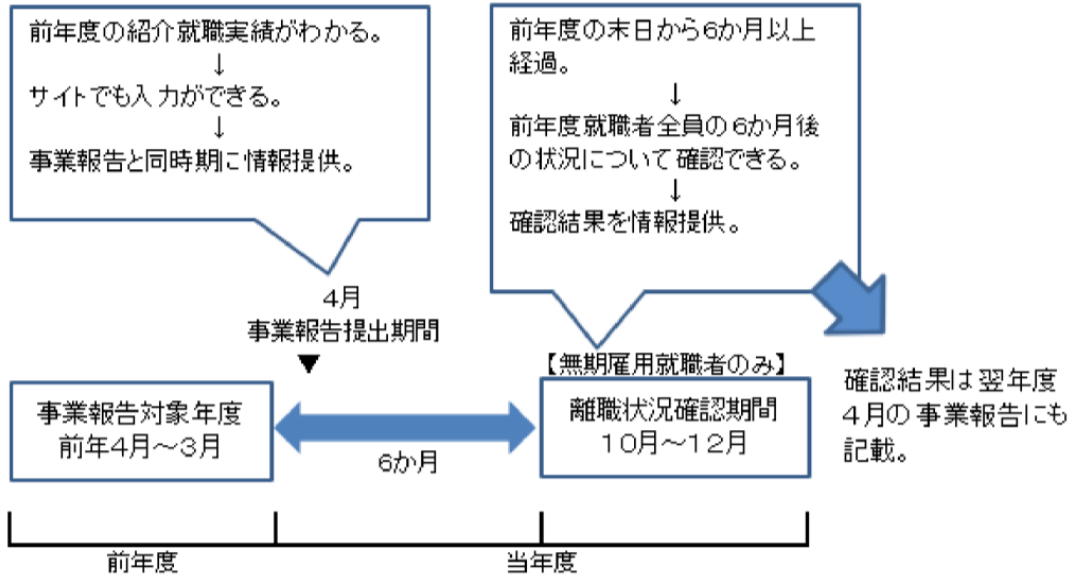 前年度の紹介就職実績がわかる。
↓
サイトでも入力ができる。
↓
事業報告と同時期に情報提供。
前年度の末日から6か月以上
経過。
↓
前年度就職者全員の6か月後
の状況について確認できる。
↓
確認結果を情報提供。
4月
事業報告提出期間
▼
【無期雇用就職者のみ】
事業報告対象年度
前年4月～3月
6か月
離職状況確認期間
10月～12月
確認結果は翌年度
4月の事業報告にも
記載。
前年度
当年度